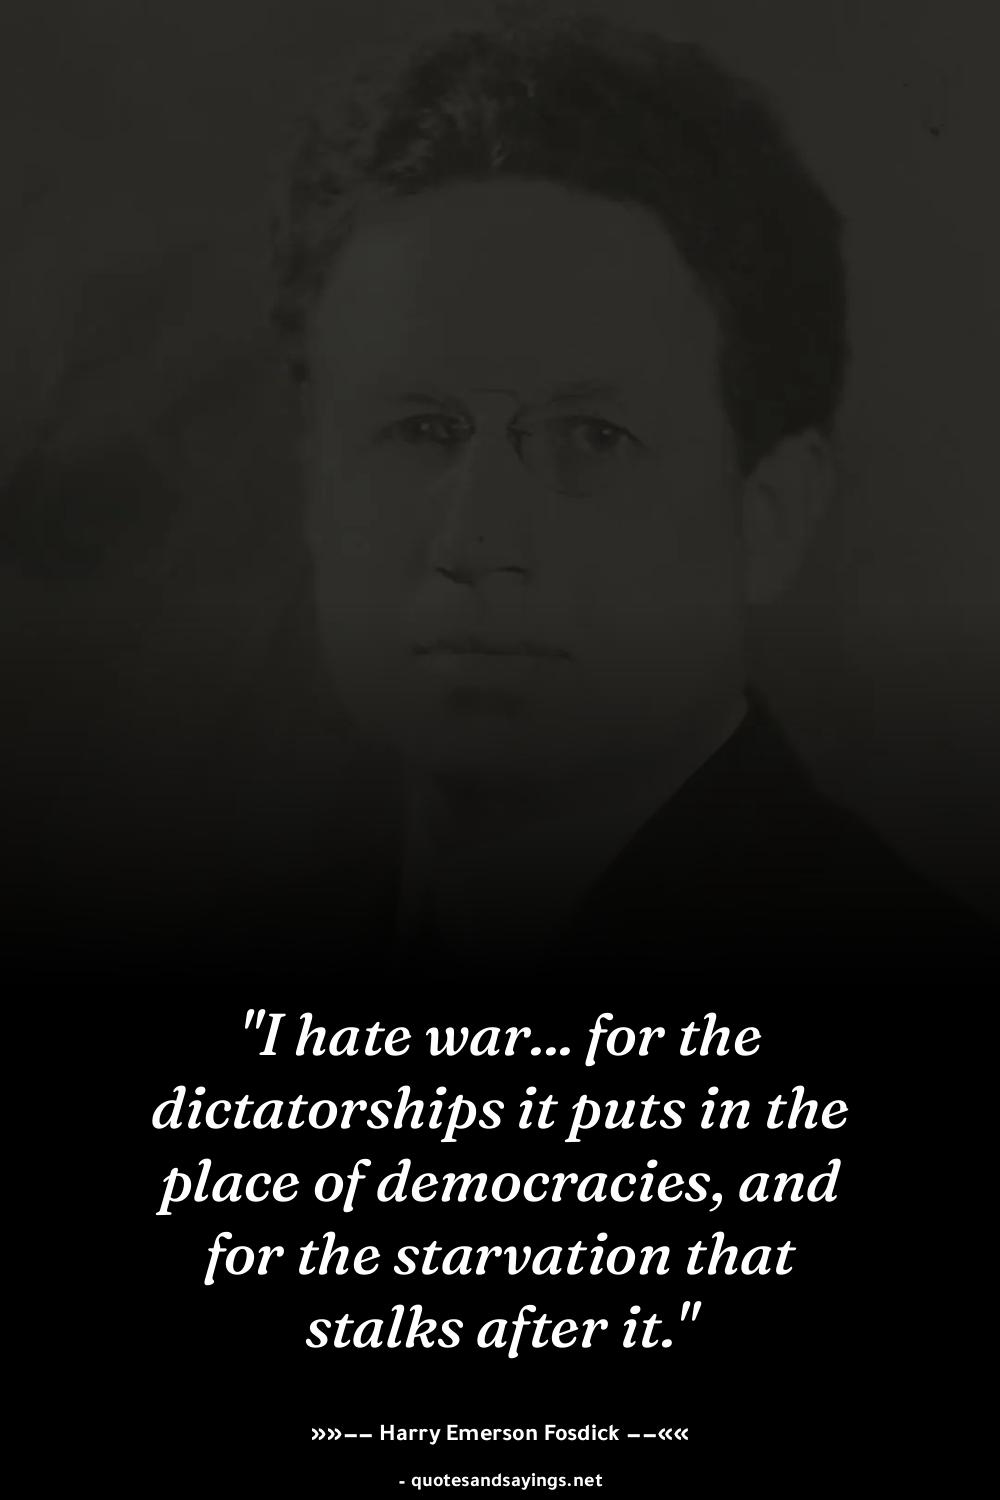 "I hate war... for the
dictatorships it puts in the
place of democracies, and
for the starvation that
stalks after it."
»»–– Harry Emerson Fosdick ––««
- quotesandsayings.net